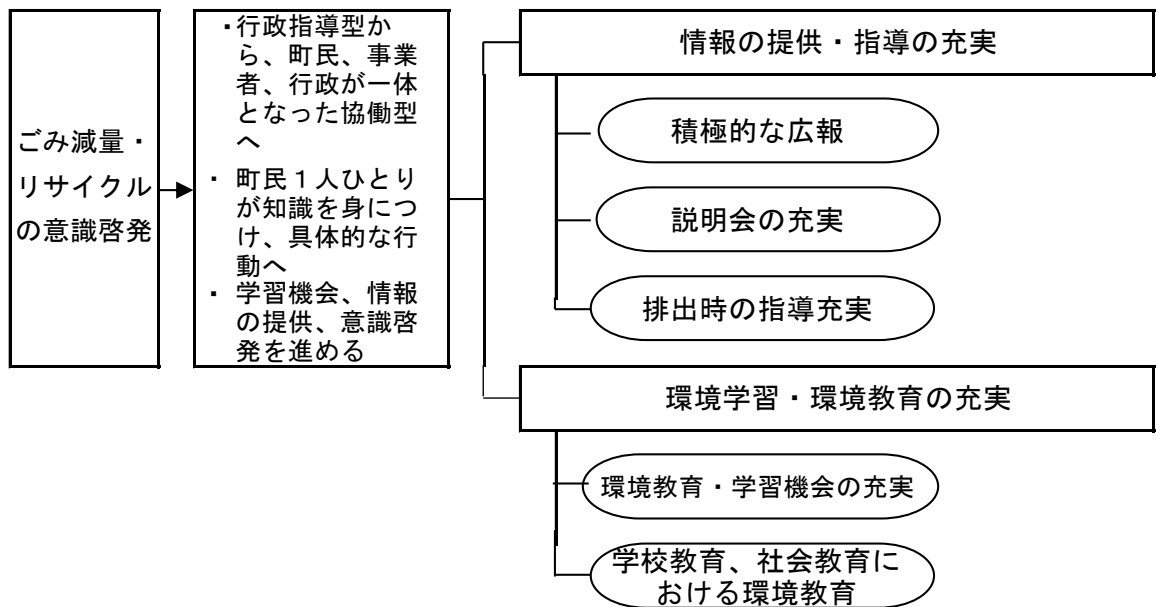 ごみ減量・
リサイクル
の意識啓発
・行政指導型か
ら、町民、事業
者、行政が一体
となった協働型
へ
・ 町民１人ひとり
が知識を身につ
け、具体的な行
動へ
・ 学習機会、情報
の提供、意識啓
発を進める
情報の提供・指導の充実
積極的な広報
説明会の充実
排出時の指導充実
環境学習・環境教育の充実
環境教育・学習機会の充実
学校教育、社会教育に
おける環境教育